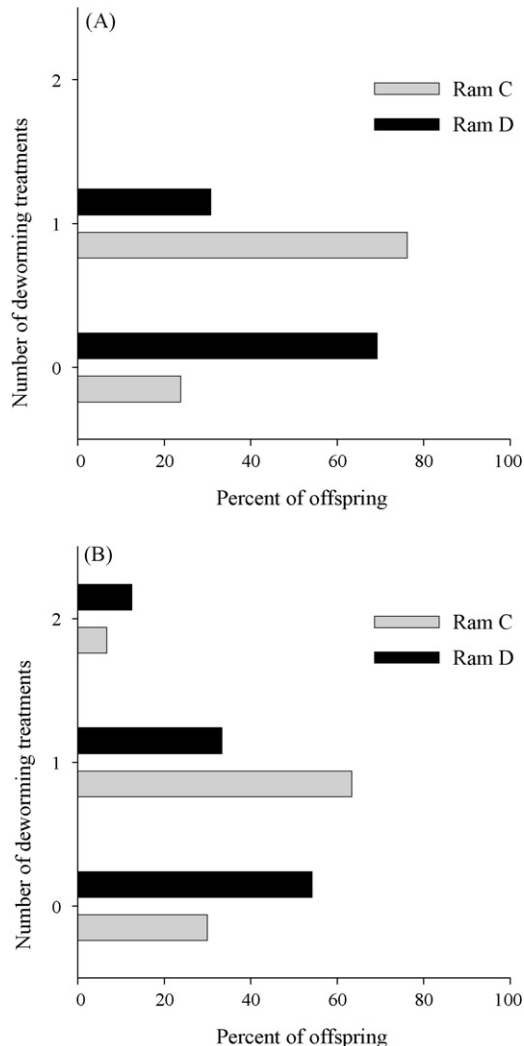 (A)
2
Ram C
Ram D
1
0
Number of deworming treatments
0 20 40 60 80 100
Percent of offspring
(B)
2
Ram C
Ram D
1
0
Number of deworming treatments
0 20 40 60 80 100
Percent of offspring